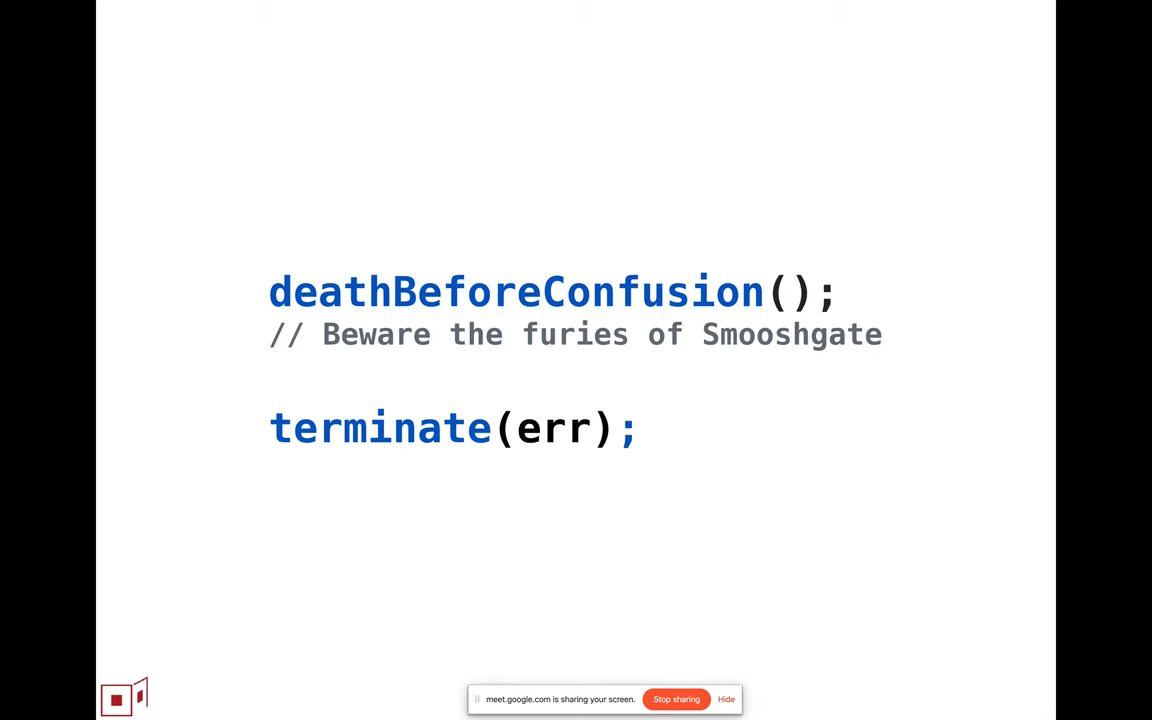 deathBeforeConfusion();
// Beware the furies of Smooshgate
terminate(err);
meet.google.com is sharing your screen. Stop sharing Hide